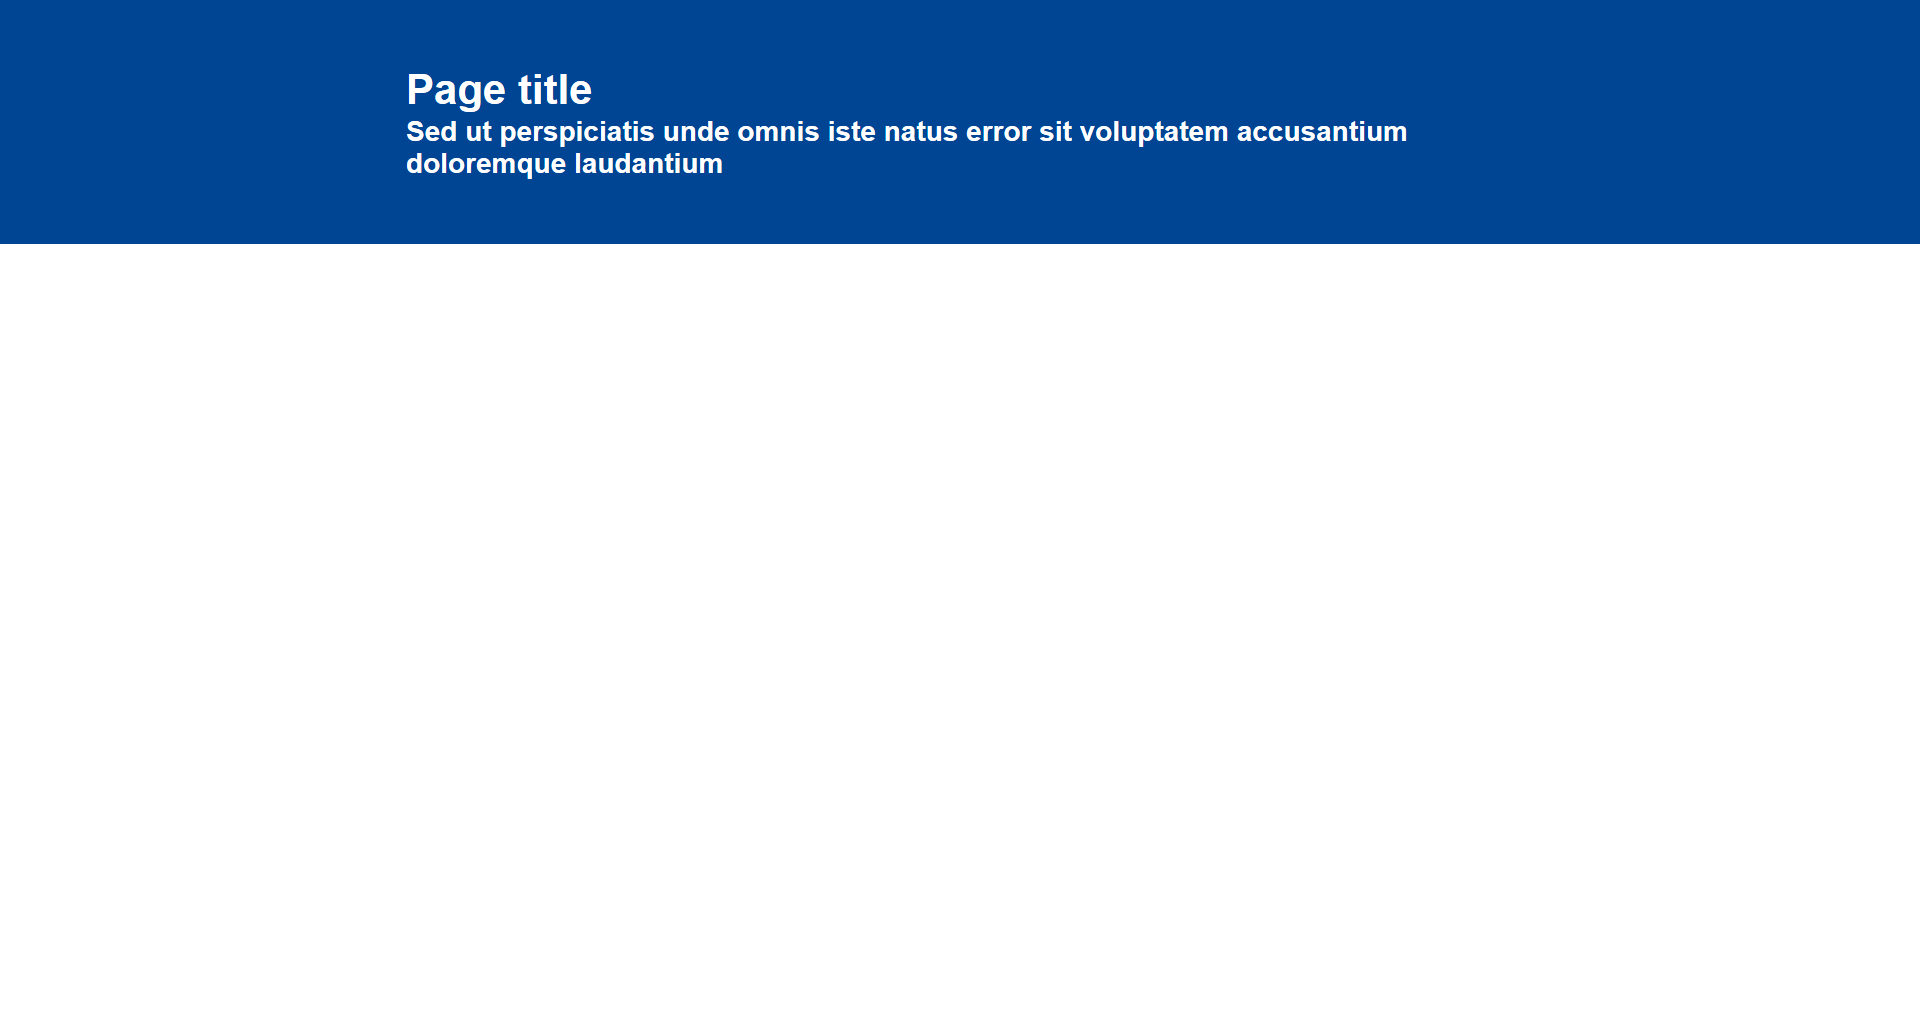 Page title
Sed ut perspiciatis unde omnis iste natus error sit voluptatem accusantium
doloremque laudantium